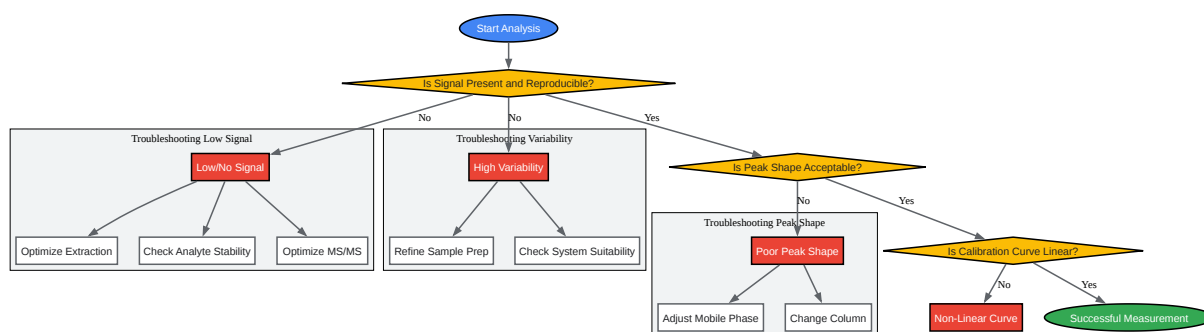 Start Analysis
Is Signal Present and Reproducible?
No
No
Yes
Troubleshooting Low Signal
Troubleshooting Variability
Low/No Signal
High Variability
Is Peak Shape Acceptable?
No
Yes
Troubleshooting Peak Shape
Optimize Extraction
Check Analyte Stability
Optimize MS/MS
Refine Sample Prep
Check System Suitability
Poor Peak Shape
Is Calibration Curve Linear?
No
Yes
Adjust Mobile Phase
Change Column
Non-Linear Curve
Successful Measurement